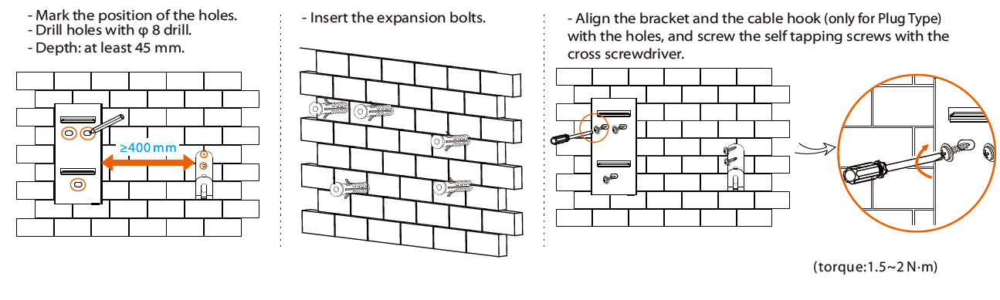 - Mark the position of the holes.
- Drill holes with φ 8 drill.
- Depth: at least 45 mm.
≥400 mm
- Insert the expansion bolts.
- Align the bracket and the cable hook (only for Plug Type)
with the holes, and screw the self tapping screws with the
cross screwdriver.
(torque:1.5~2 N·m)